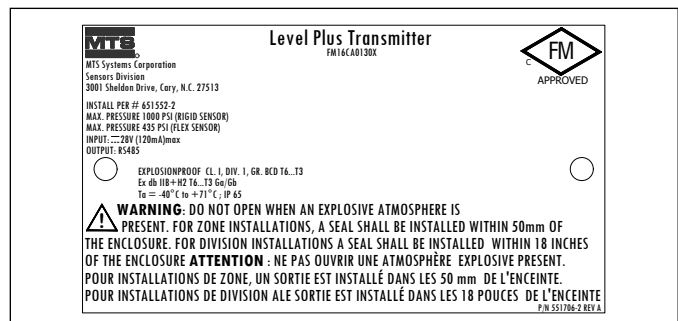 MTS
Level Plus Transmitter
FM16CA0130X
C
FM
APPROVED
MTS Systems Corporation
Sensors Division
3001 Sheldon Drive, Cary, N.C. 27513
INSTALL PER # 651552-2
MAX. PRESSURE 1000 PSI (RIGID SENSOR)
MAX. PRESSURE 435 PSI (FLEX SENSOR)
INPUT: ⎓28V (120mA)max
OUTPUT: RS485
EXPLOSIONPROOF CL. I, DIV. 1, GR. BCD T6...T3
Ex db IIB+H2 T6...T3 Ga/Gb
Ta = -40°C to +71°C ; IP 65
WARNING: DO NOT OPEN WHEN AN EXPLOSIVE ATMOSPHERE IS
PRESENT. FOR ZONE INSTALLATIONS, A SEAL SHALL BE INSTALLED WITHIN 50mm OF
THE ENCLOSURE. FOR DIVISION INSTALLATIONS A SEAL SHALL BE INSTALLED WITHIN 18 INCHES
OF THE ENCLOSURE ATTENTION : NE PAS OUVRIR UNE ATMOSPHÈRE EXPLOSIVE PRESENT.
POUR INSTALLATIONS DE ZONE, UN SORTIE EST INSTALLÉ DANS LES 50 mm DE L'ENCEINTE.
POUR INSTALLATIONS DE DIVISION ALE SORTIE EST INSTALLÉ DANS LES 18 POUCES DE L'ENCEINTE
P/N 551706-2 REV A